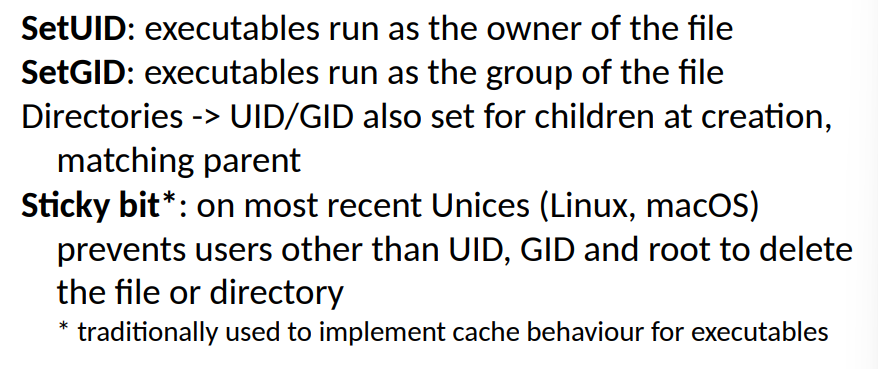 SetUID: executables run as the owner of the file
SetGID: executables run as the group of the file
Directories -> UID/GID also set for children at creation,
matching parent
Sticky bit*: on most recent Unices (Linux, macOS)
prevents users other than UID, GID and root to delete
the file or directory
* traditionally used to implement cache behaviour for executables